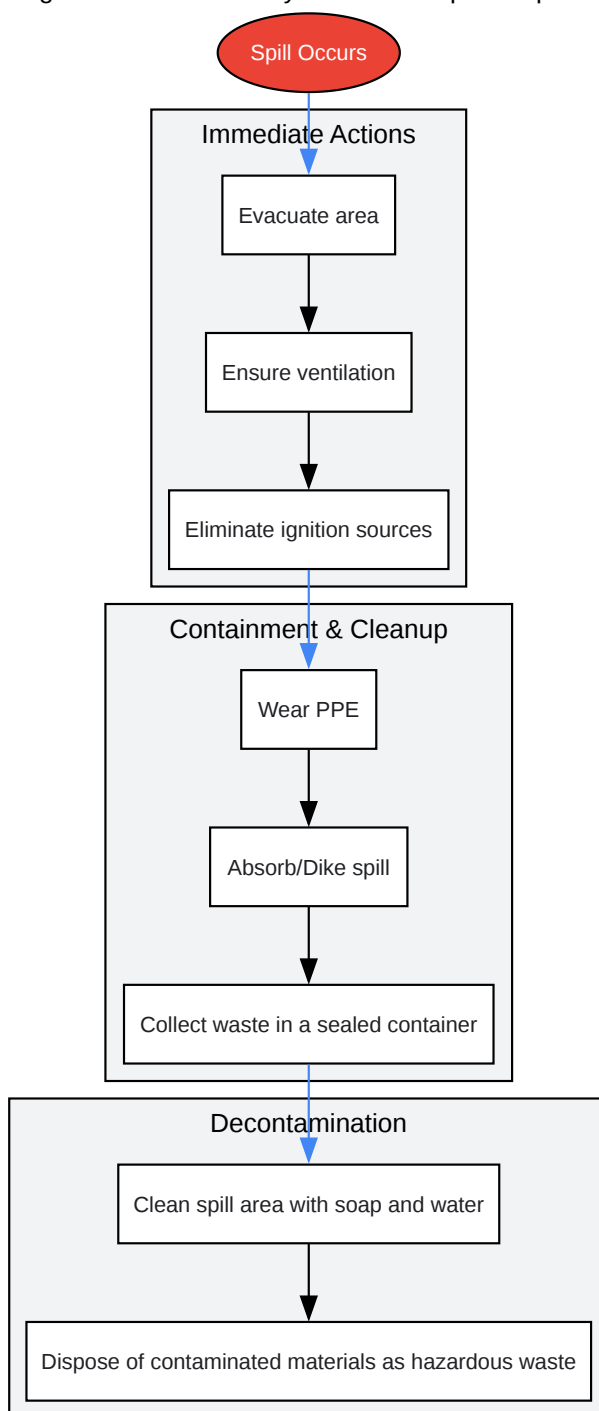 Spill Occurs
Immediate Actions
Evacuate area
Ensure ventilation
Eliminate ignition sources
Containment & Cleanup
Wear PPE
Absorb/Dike spill
Collect waste in a sealed container
Decontamination
Clean spill area with soap and water
Dispose of contaminated materials as hazardous waste